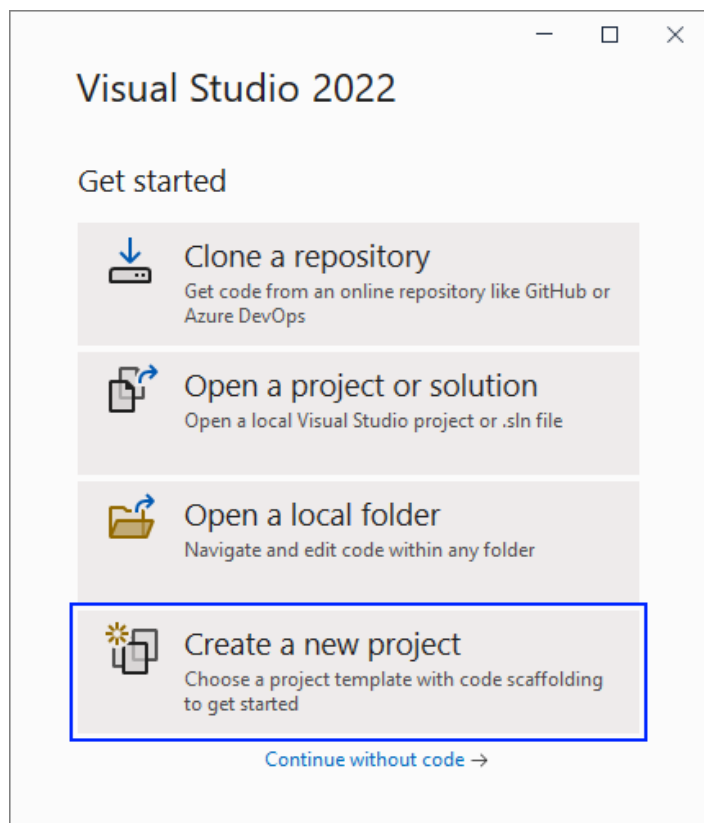 Visual Studio 2022
Get started
Clone a repository
Get code from an online repository like GitHub or
Azure DevOps
Open a project or solution
Open a local Visual Studio project or .sln file
Open a local folder
Navigate and edit code within any folder
Create a new project
Choose a project template with code scaffolding
to get started
Continue without code →